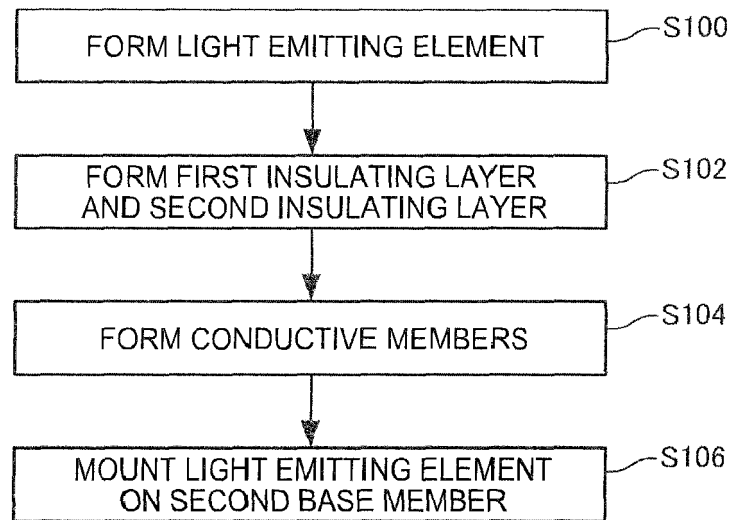 FORM LIGHT EMITTING ELEMENT
S100
FORM FIRST INSULATING LAYER
AND SECOND INSULATING LAYER
S102
FORM CONDUCTIVE MEMBERS
S104
MOUNT LIGHT EMITTING ELEMENT
ON SECOND BASE MEMBER
S106